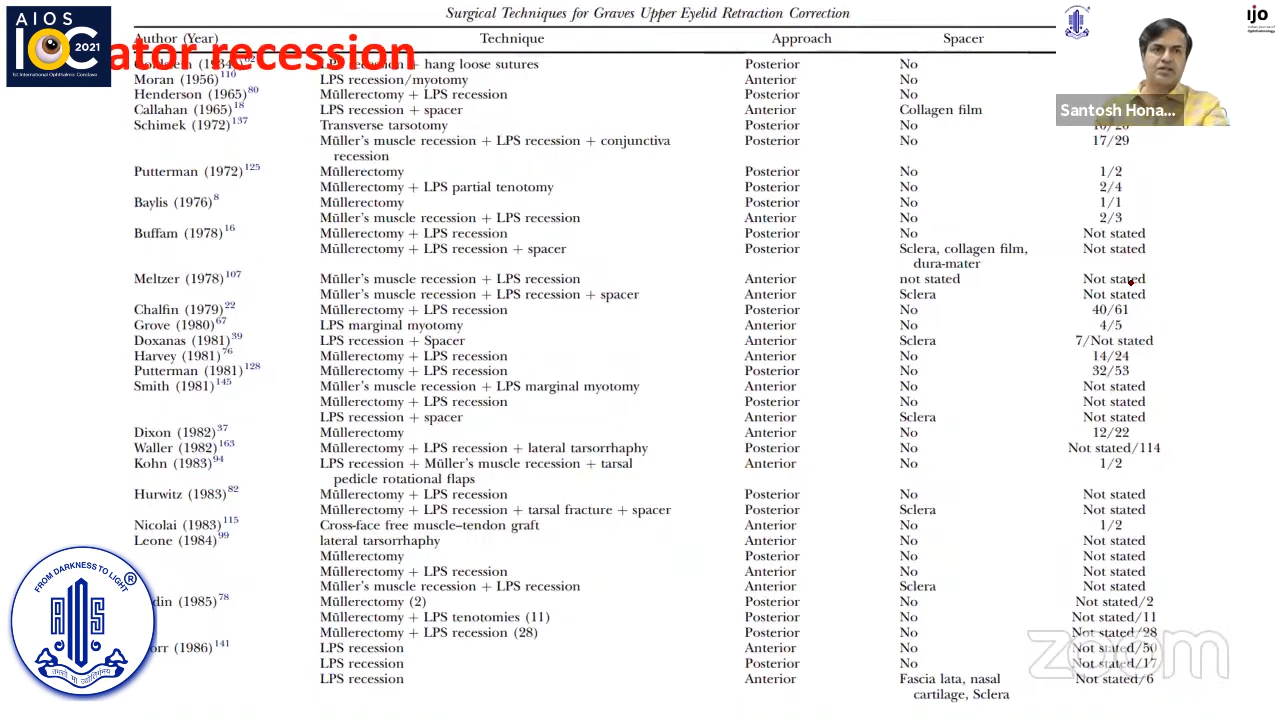 Surgical Techniques for Graves Upper Eyelid Retraction Correction
AIOS
IOC
2021
1st International Ophthalmic Conclave
ator recession
Author (Year) Technique Approach Spacer
LPS recession + hang loose sutures Posterior No
Moran (1956)110 LPS recession/myotomy Anterior No
Henderson (1965)80 Müllerectomy + LPS recession Posterior No
Callahan (1965)18 LPS recession + spacer Anterior Collagen film
Schimek (1972)137 Transverse tarsotomy Posterior No
Müller's muscle recession + LPS recession + conjunctiva Posterior No 17/29
recession
Putterman (1972)125 Müllerectomy Posterior No 1/2
Müllerectomy + LPS partial tenotomy Posterior No 2/4
Baylis (1976)8 Müllerectomy Posterior No 1/1
Müller's muscle recession + LPS recession Anterior No 2/3
Buffam (1978)16 Müllerectomy + LPS recession Posterior No Not stated
Müllerectomy + LPS recession + spacer Posterior Sclera, collagen film, Not stated
dura-mater
Meltzer (1978)107 Müller's muscle recession + LPS recession Anterior not stated Not stated
Müller's muscle recession + LPS recession + spacer Anterior Sclera Not stated
Chalfin (1979)22 Müllerectomy + LPS recession Posterior No 40/61
Grove (1980)67 LPS marginal myotomy Anterior No 4/5
Doxanas (1981)39 LPS recession + Spacer Anterior Sclera 7/Not stated
Harvey (1981)76 Müllerectomy + LPS recession Anterior No 14/24
Putterman (1981)128 Müllerectomy + LPS recession Posterior No 32/53
Smith (1981)145 Müller's muscle recession + LPS marginal myotomy Anterior No Not stated
Müllerectomy + LPS recession Posterior No Not stated
LPS recession + spacer Anterior Sclera Not stated
Dixon (1982)37 Müllerectomy Anterior No 12/22
Waller (1982)163 Müllerectomy + LPS recession + lateral tarsorrhaphy Posterior No Not stated/114
Kohn (1983)94 LPS recession + Müller's muscle recession + tarsal Anterior No 1/2
pedicle rotational flaps
Hurwitz (1983)82 Müllerectomy + LPS recession Posterior No Not stated
Müllerectomy + LPS recession + tarsal fracture + spacer Posterior Sclera Not stated
Nicolai (1983)115 Cross-face free muscle–tendon graft Anterior No 1/2
Leone (1984)99 lateral tarsorrhaphy Anterior No Not stated
Müllerectomy Posterior No Not stated
Müllerectomy + LPS recession Anterior No Not stated
Müller's muscle recession + LPS recession Anterior Sclera Not stated
din (1985)78 Müllerectomy (2) Posterior No Not stated/2
Müllerectomy + LPS tenotomies (11) Posterior No Not stated/11
Müllerectomy + LPS recession (28) Posterior No Not stated/28
orr (1986)141 LPS recession Anterior No Not stated/50
LPS recession Posterior No Not stated/17
LPS recession Anterior Fascia lata, nasal Not stated/6
cartilage, Sclera
Santosh Hona...
ijo
Indian Journal of
Ophthalmology
FROM DARKNESS TO LIGHT
®
AIOS
तमसो मा ज्योतिर्गमय
zoom